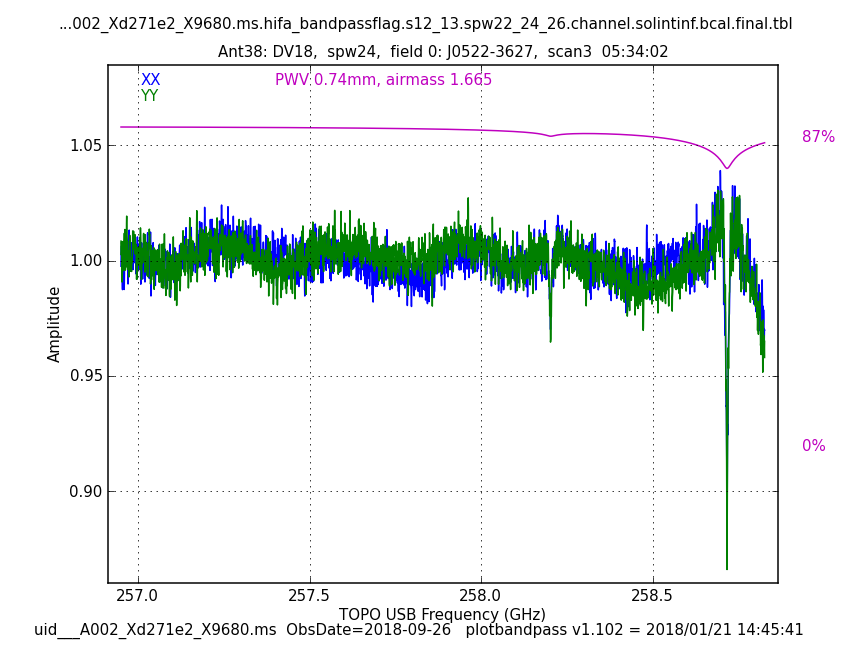 ...002_Xd271e2_X9680.ms.hifa_bandpassflag.s12_13.spw22_24_26.channel.solintinf.bcal.final.tbl
Ant38: DV18, spw24, field 0: J0522-3627, scan3 05:34:02
XX
YY
PWV 0.74mm, airmass 1.665
87%
0%
1.05
1.00
0.95
0.90
Amplitude
257.0 257.5 258.0 258.5
TOPO USB Frequency (GHz)
uid___A002_Xd271e2_X9680.ms ObsDate=2018-09-26 plotbandpass v1.102 = 2018/01/21 14:45:41